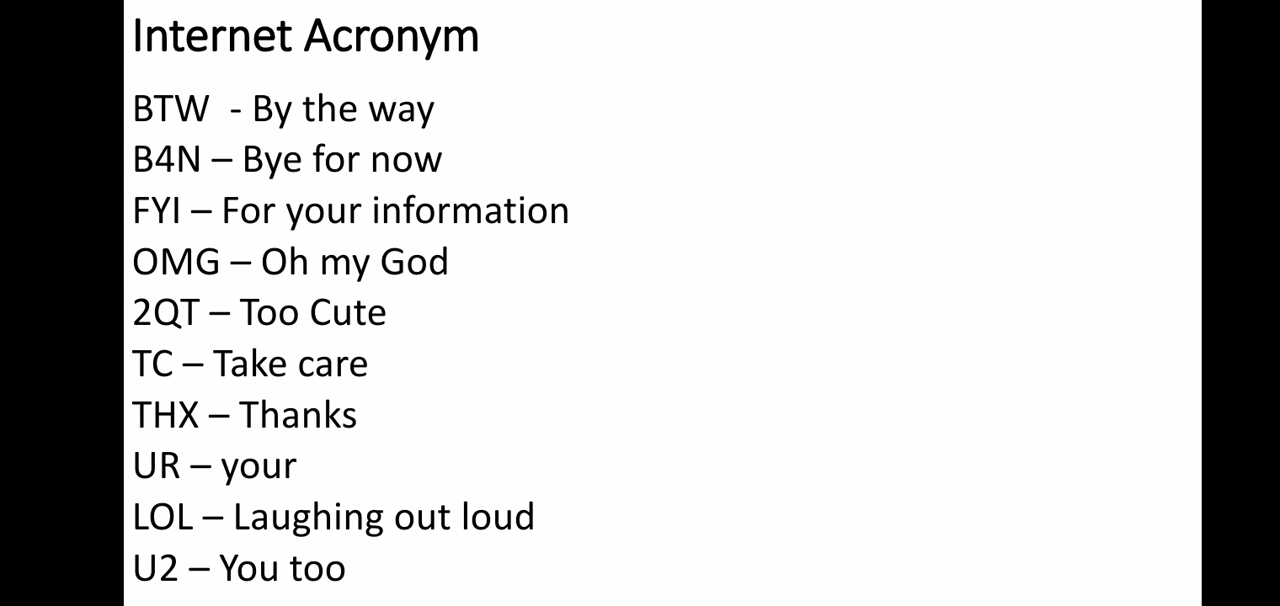 Internet Acronym
BTW  - By the way
B4N – Bye for now
FYI – For your information
OMG – Oh my God
2QT – Too Cute
TC – Take care
THX – Thanks
UR – your
LOL – Laughing out loud
U2 – You too